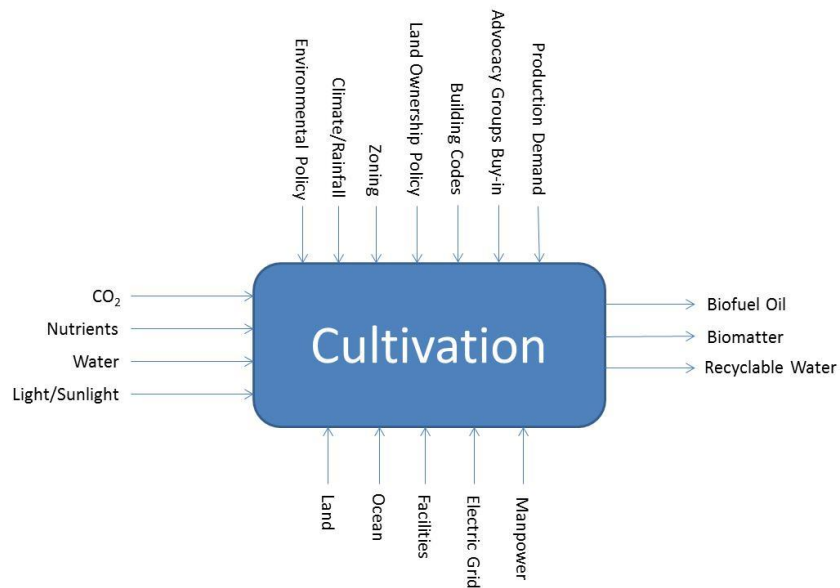 Environmental Policy
Climate/Rainfall
Zoning
Land Ownership Policy
Building Codes
Advocacy Groups Buy-in
Production Demand
CO₂
Nutrients
Water
Light/Sunlight
Cultivation
Biofuel Oil
Biomatter
Recyclable Water
Land
Ocean
Facilities
Electric Grid
Manpower